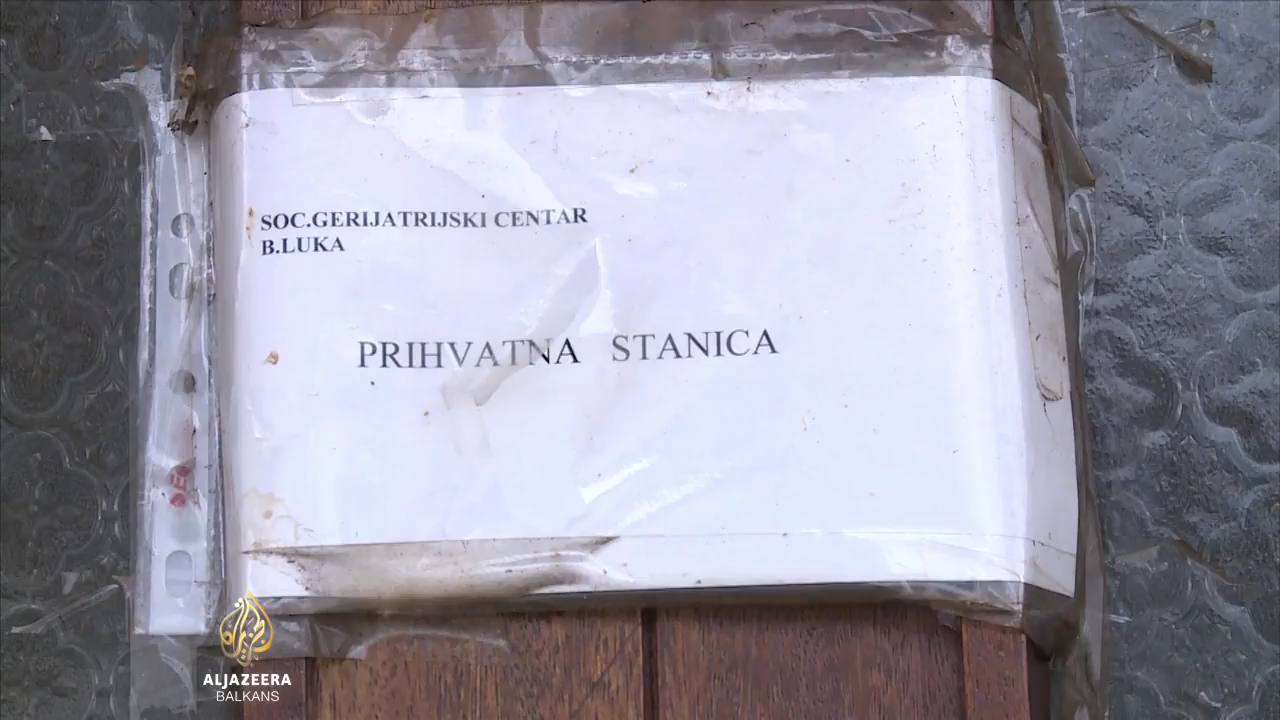 SOC.GERIJATRIJSKI CENTAR
B.LUKA
PRIHVATNA STANICA
ALJAZEERA
BALKANS